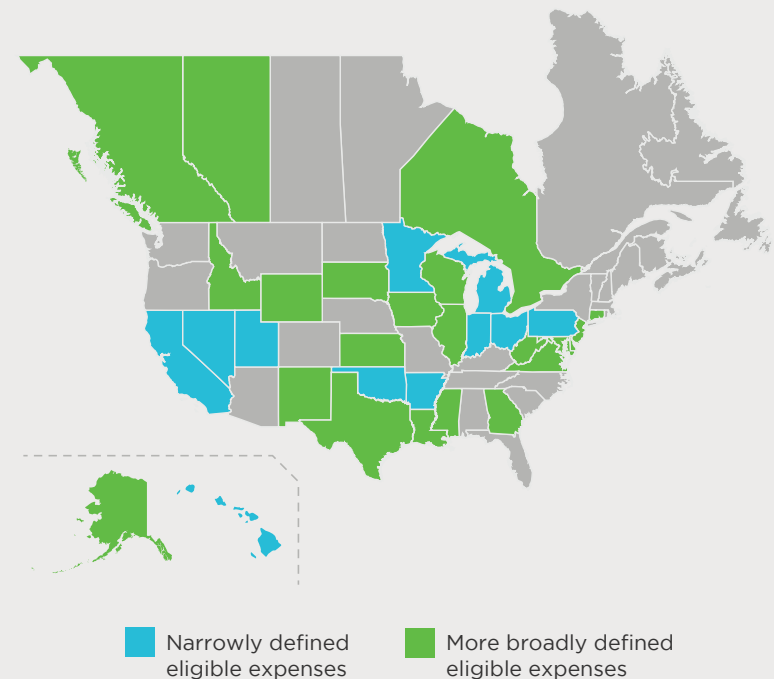 Narrowly defined
eligible expenses
More broadly defined
eligible expenses